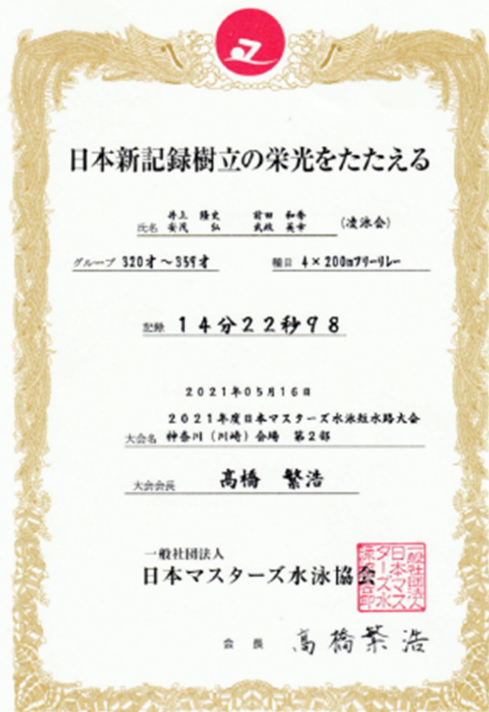 日本新記録樹立の栄光をたたえる
井上 隆史 前田 和秀
氏名 安茂 弘 武政 英幸 (凌泳会)
グループ 320才~359才 種目 4×200mフリーリレー
記録 14分22秒98
2021年05月16日
2021年度日本マスターズ水泳短水路大会
大会名 神奈川(川崎)会場 第2部
大会会長 高橋 繁浩
一般社団法人
日本マスターズ水泳協会
会長 高橋繁浩